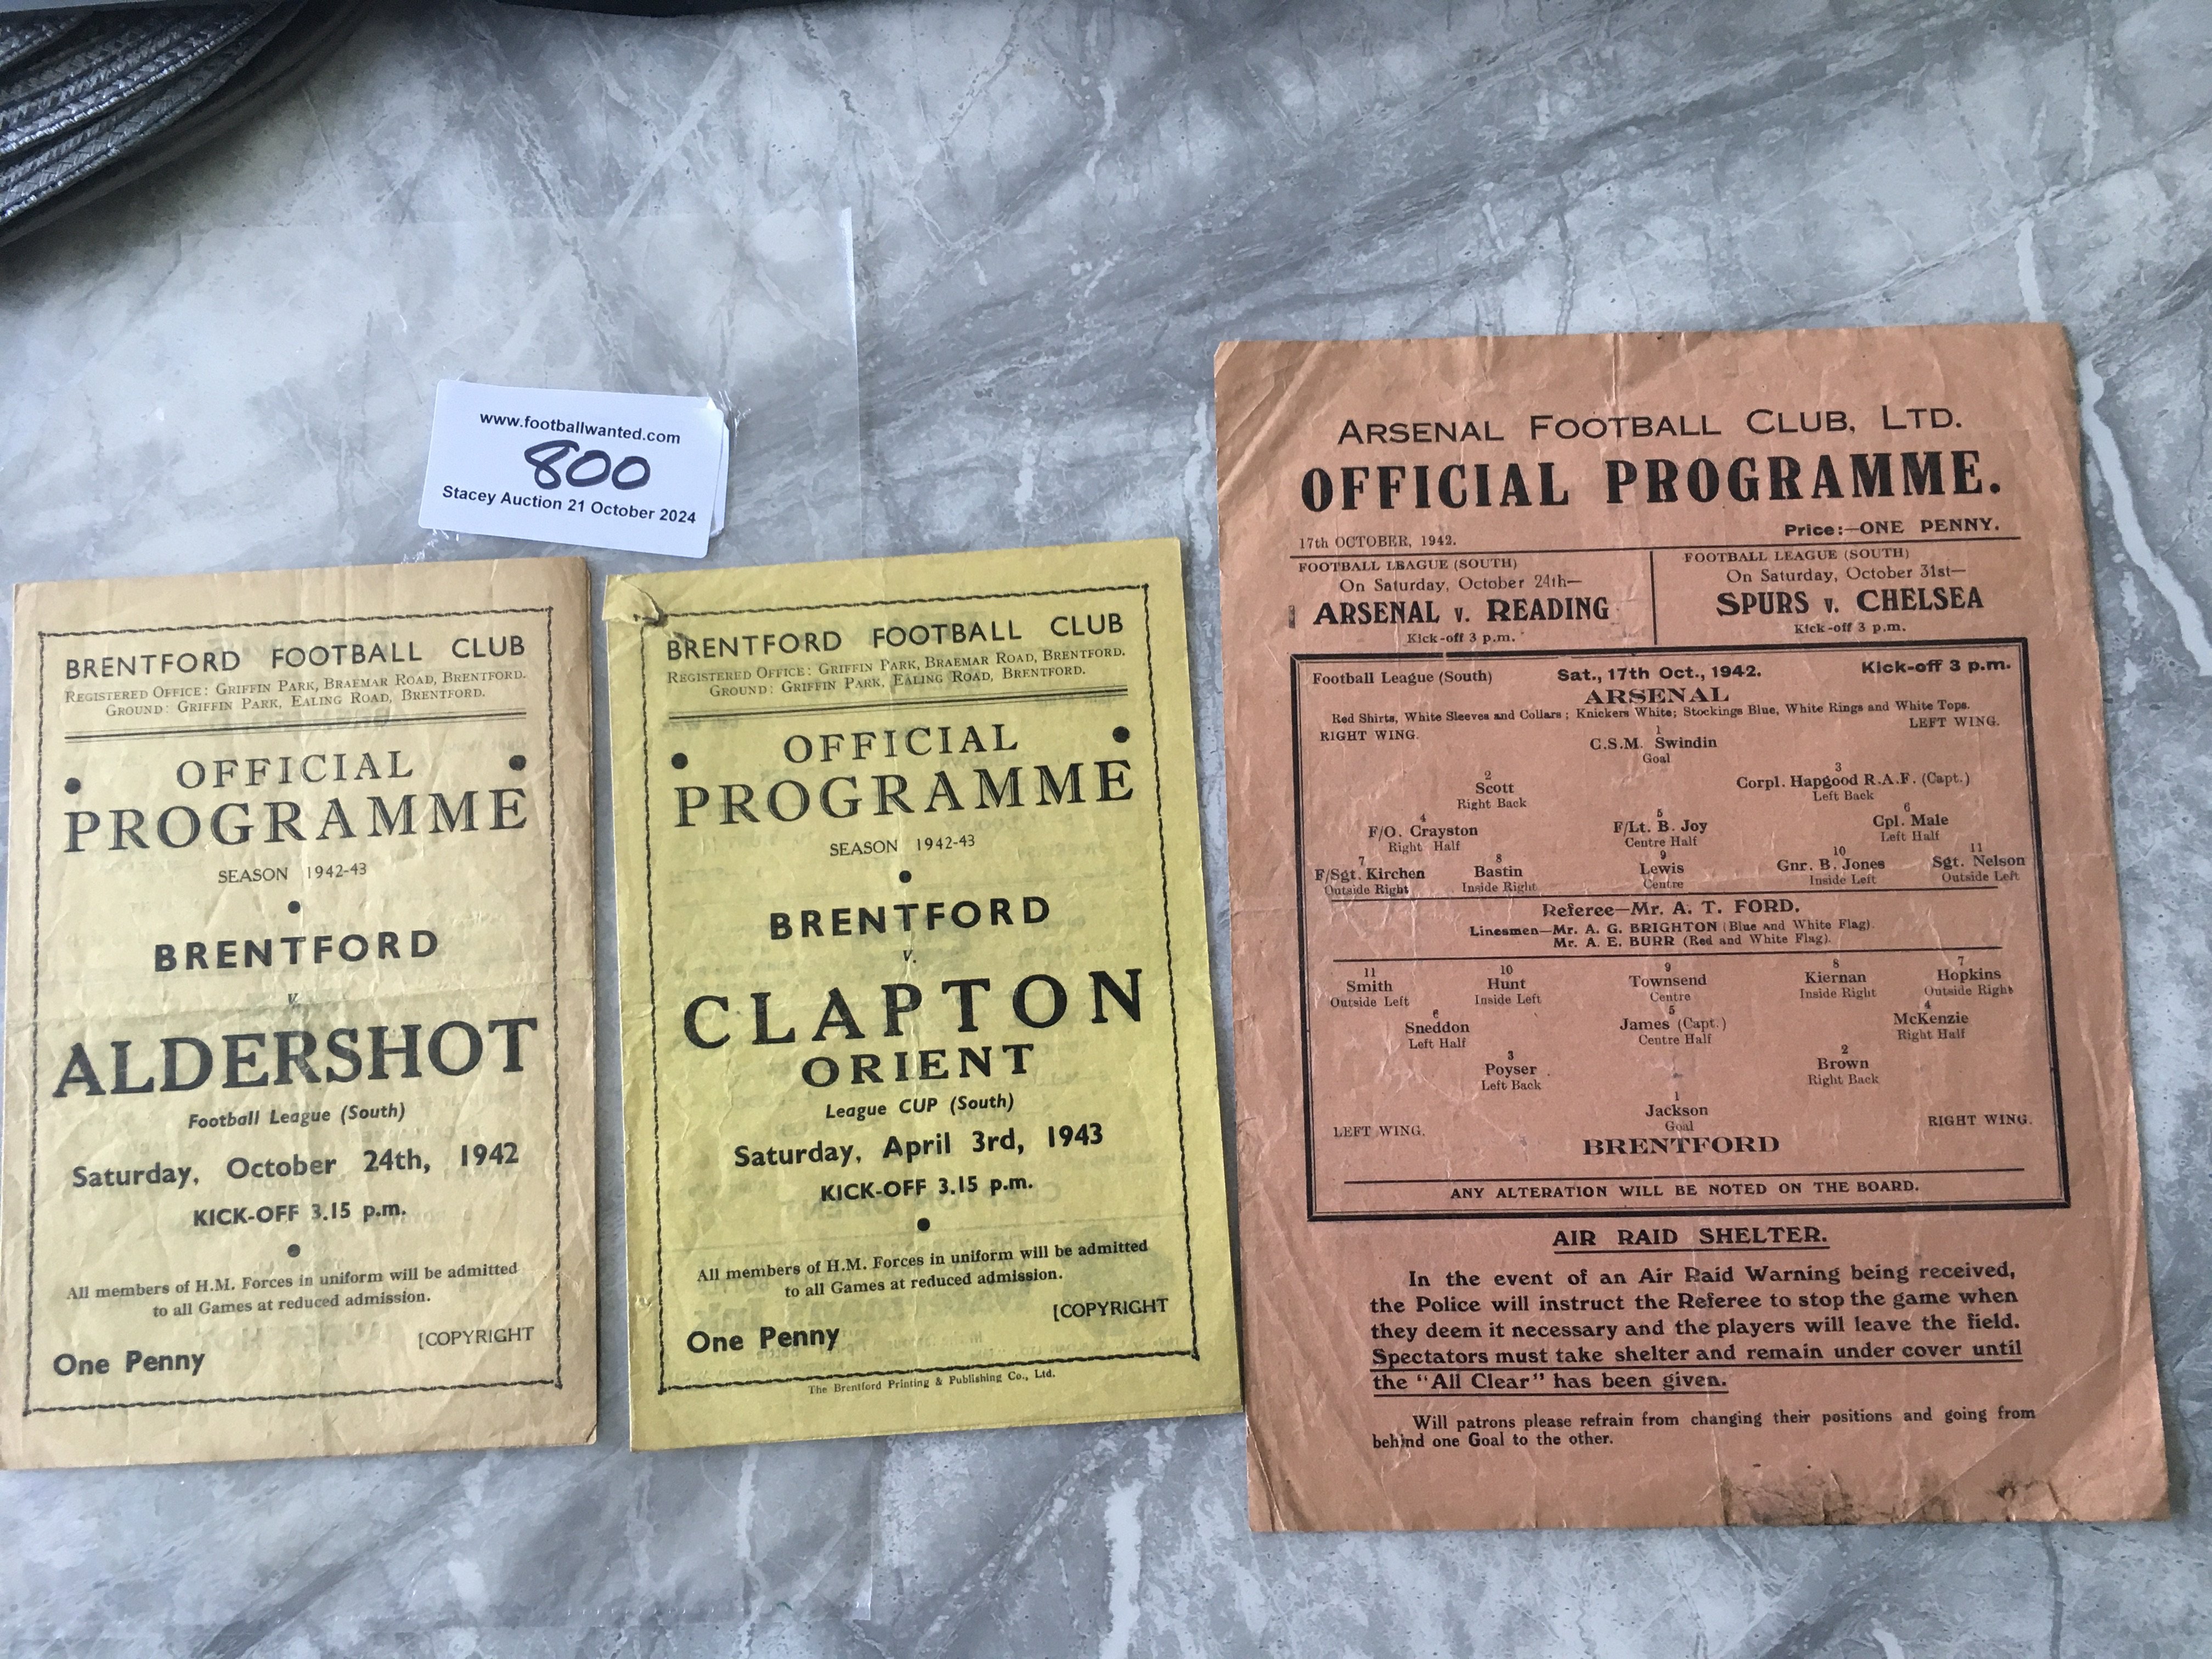 www.footballwanted.com
800
Stacey Auction 21 October 2024
BRENTFORD FOOTBALL CLUB
REGISTERED OFFICE: GRIFFIN PARK, BRAEMAR ROAD, BRENTFORD.
GROUND: GRIFFIN PARK, EALING ROAD, BRENTFORD.
OFFICIAL
PROGRAMME
SEASON 1942-43
BRENTFORD
v.
ALDERSHOT
Football League (South)
Saturday, October 24th, 1942
KICK-OFF 3.15 p.m.
All members of H.M. Forces in uniform will be admitted
to all Games at reduced admission.
[COPYRIGHT
One Penny
BRENTFORD FOOTBALL CLUB
REGISTERED OFFICE: GRIFFIN PARK, BRAEMAR ROAD, BRENTFORD.
GROUND: GRIFFIN PARK, EALING ROAD, BRENTFORD.
OFFICIAL
PROGRAMME
SEASON 1942-43
BRENTFORD
v.
CLAPTON
ORIENT
League CUP (South)
Saturday, April 3rd, 1943
KICK-OFF 3.15 p.m.
All members of H.M. Forces in uniform will be admitted
to all Games at reduced admission.
[COPYRIGHT
One Penny
The Brentford Printing & Publishing Co., Ltd.
ARSENAL FOOTBALL CLUB, LTD.
OFFICIAL PROGRAMME.
Price:—ONE PENNY.
17th OCTOBER, 1942.
FOOTBALL LEAGUE (SOUTH)
On Saturday, October 24th—
ARSENAL v. READING
Kick-off 3 p.m.
FOOTBALL LEAGUE (SOUTH)
On Saturday, October 31st—
SPURS v. CHELSEA
Kick-off 3 p.m.
Football League (South) Sat., 17th Oct., 1942. Kick-off 3 p.m.
ARSENAL
Red Shirts, White Sleeves and Collars; Knickers White; Stockings Blue, White Rings and White Tops.
RIGHT WING. LEFT WING.
1
C.S.M. Swindin
Goal
2 3
Scott Corpl. Hapgood R.A.F. (Capt.)
Right Back Left Back
4 5 6
F/O. Crayston F/Lt. B. Joy Cpl. Male
Right Half Centre Half Left Half
7 8 9 10 11
F/Sgt. Kirchen Bastin Lewis Gnr. B. Jones Sgt. Nelson
Outside Right Inside Right Centre Inside Left Outside Left
Referee—Mr. A. T. FORD.
Linesmen—Mr. A. G. BRIGHTON (Blue and White Flag).
Mr. A. E. BURR (Red and White Flag).
11 10 9 8 7
Smith Hunt Townsend Kiernan Hopkins
Outside Left Inside Left Centre Inside Right Outside Right
6 5 4
Sneddon James (Capt.) McKenzie
Left Half Centre Half Right Half
3 2
Poyser Brown
Left Back Right Back
1
Jackson
Goal
LEFT WING. RIGHT WING.
BRENTFORD
ANY ALTERATION WILL BE NOTED ON THE BOARD.
AIR RAID SHELTER.
In the event of an Air Raid Warning being received,
the Police will instruct the Referee to stop the game when
they deem it necessary and the players will leave the field.
Spectators must take shelter and remain under cover until
the "All Clear" has been given.
Will patrons please refrain from changing their positions and going from
behind one Goal to the other.